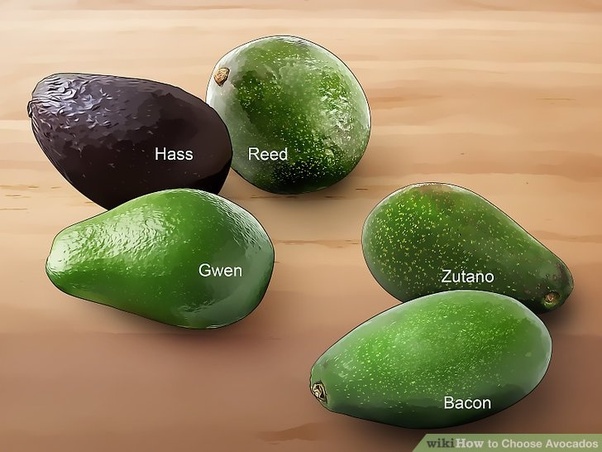 Hass
Reed
Gwen
Zutano
Bacon
wikiHow to Choose Avocados